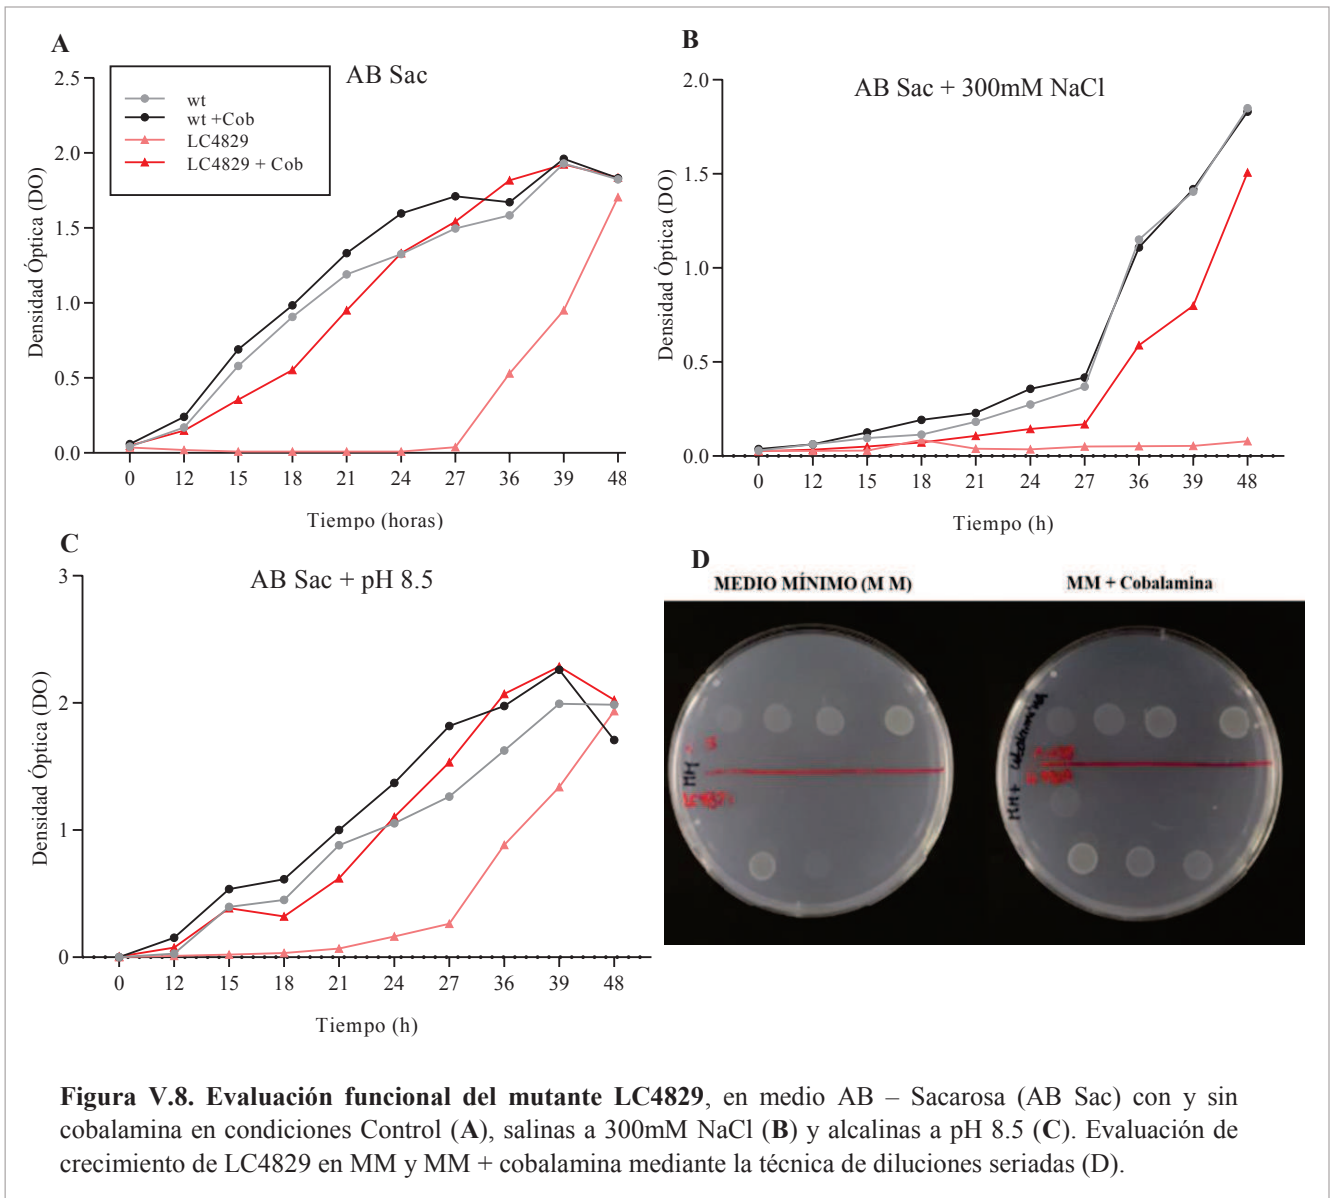 A
AB Sac
2.5
2.0
1.5
1.0
0.5
0.0
Densidad Óptica (DO)
wt
wt +Cob
LC4829
LC4829 + Cob
0 12 15 18 21 24 27 36 39 48
Tiempo (horas)
B
AB Sac + 300mM NaCl
2.0
1.5
1.0
0.5
0.0
Densidad Óptica (DO)
0 12 15 18 21 24 27 36 39 48
Tiempo (h)
C
AB Sac + pH 8.5
3
2
1
0
Densidad Óptica (DO)
0 12 15 18 21 24 27 36 39 48
Tiempo (h)
D
MEDIO MÍNIMO (M M)
MM + Cobalamina
MM
MM + Cobalamina
Figura V.8. Evaluación funcional del mutante LC4829, en medio AB – Sacarosa (AB Sac) con y sin
cobalamina en condiciones Control (A), salinas a 300mM NaCl (B) y alcalinas a pH 8.5 (C). Evaluación de
crecimiento de LC4829 en MM y MM + cobalamina mediante la técnica de diluciones seriadas (D).